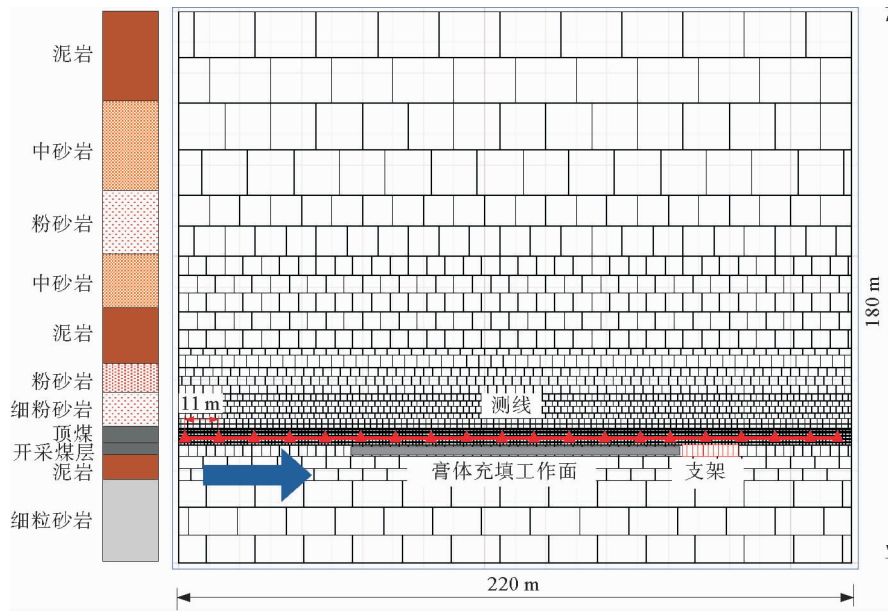 泥岩
中砂岩
粉砂岩
中砂岩
泥岩
粉砂岩
细粉砂岩
顶煤
开采煤层
泥岩
细粒砂岩
11 m
测线
膏体充填工作面
支架
180 m
220 m